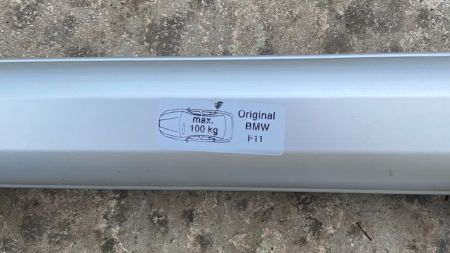 max.
100 kg
Original
BMW
F11